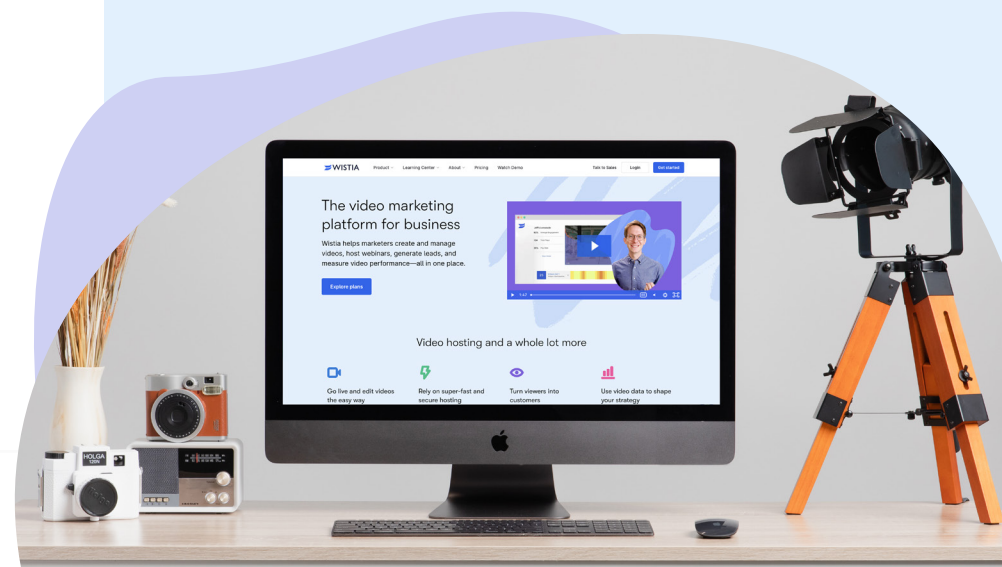 WISTIA
Product Learning Center About Pricing Watch Demo
Talk to Sales Login Get started
The video marketing
platform for business
Wistia helps marketers create and manage
videos, host webinars, generate leads, and
measure video performance—all in one place.
Explore plans
1:47
Video hosting and a whole lot more
Go live and edit videos
the easy way
Rely on super-fast and
secure hosting
Turn viewers into
customers
Use video data to shape
your strategy
HOLGA
120N